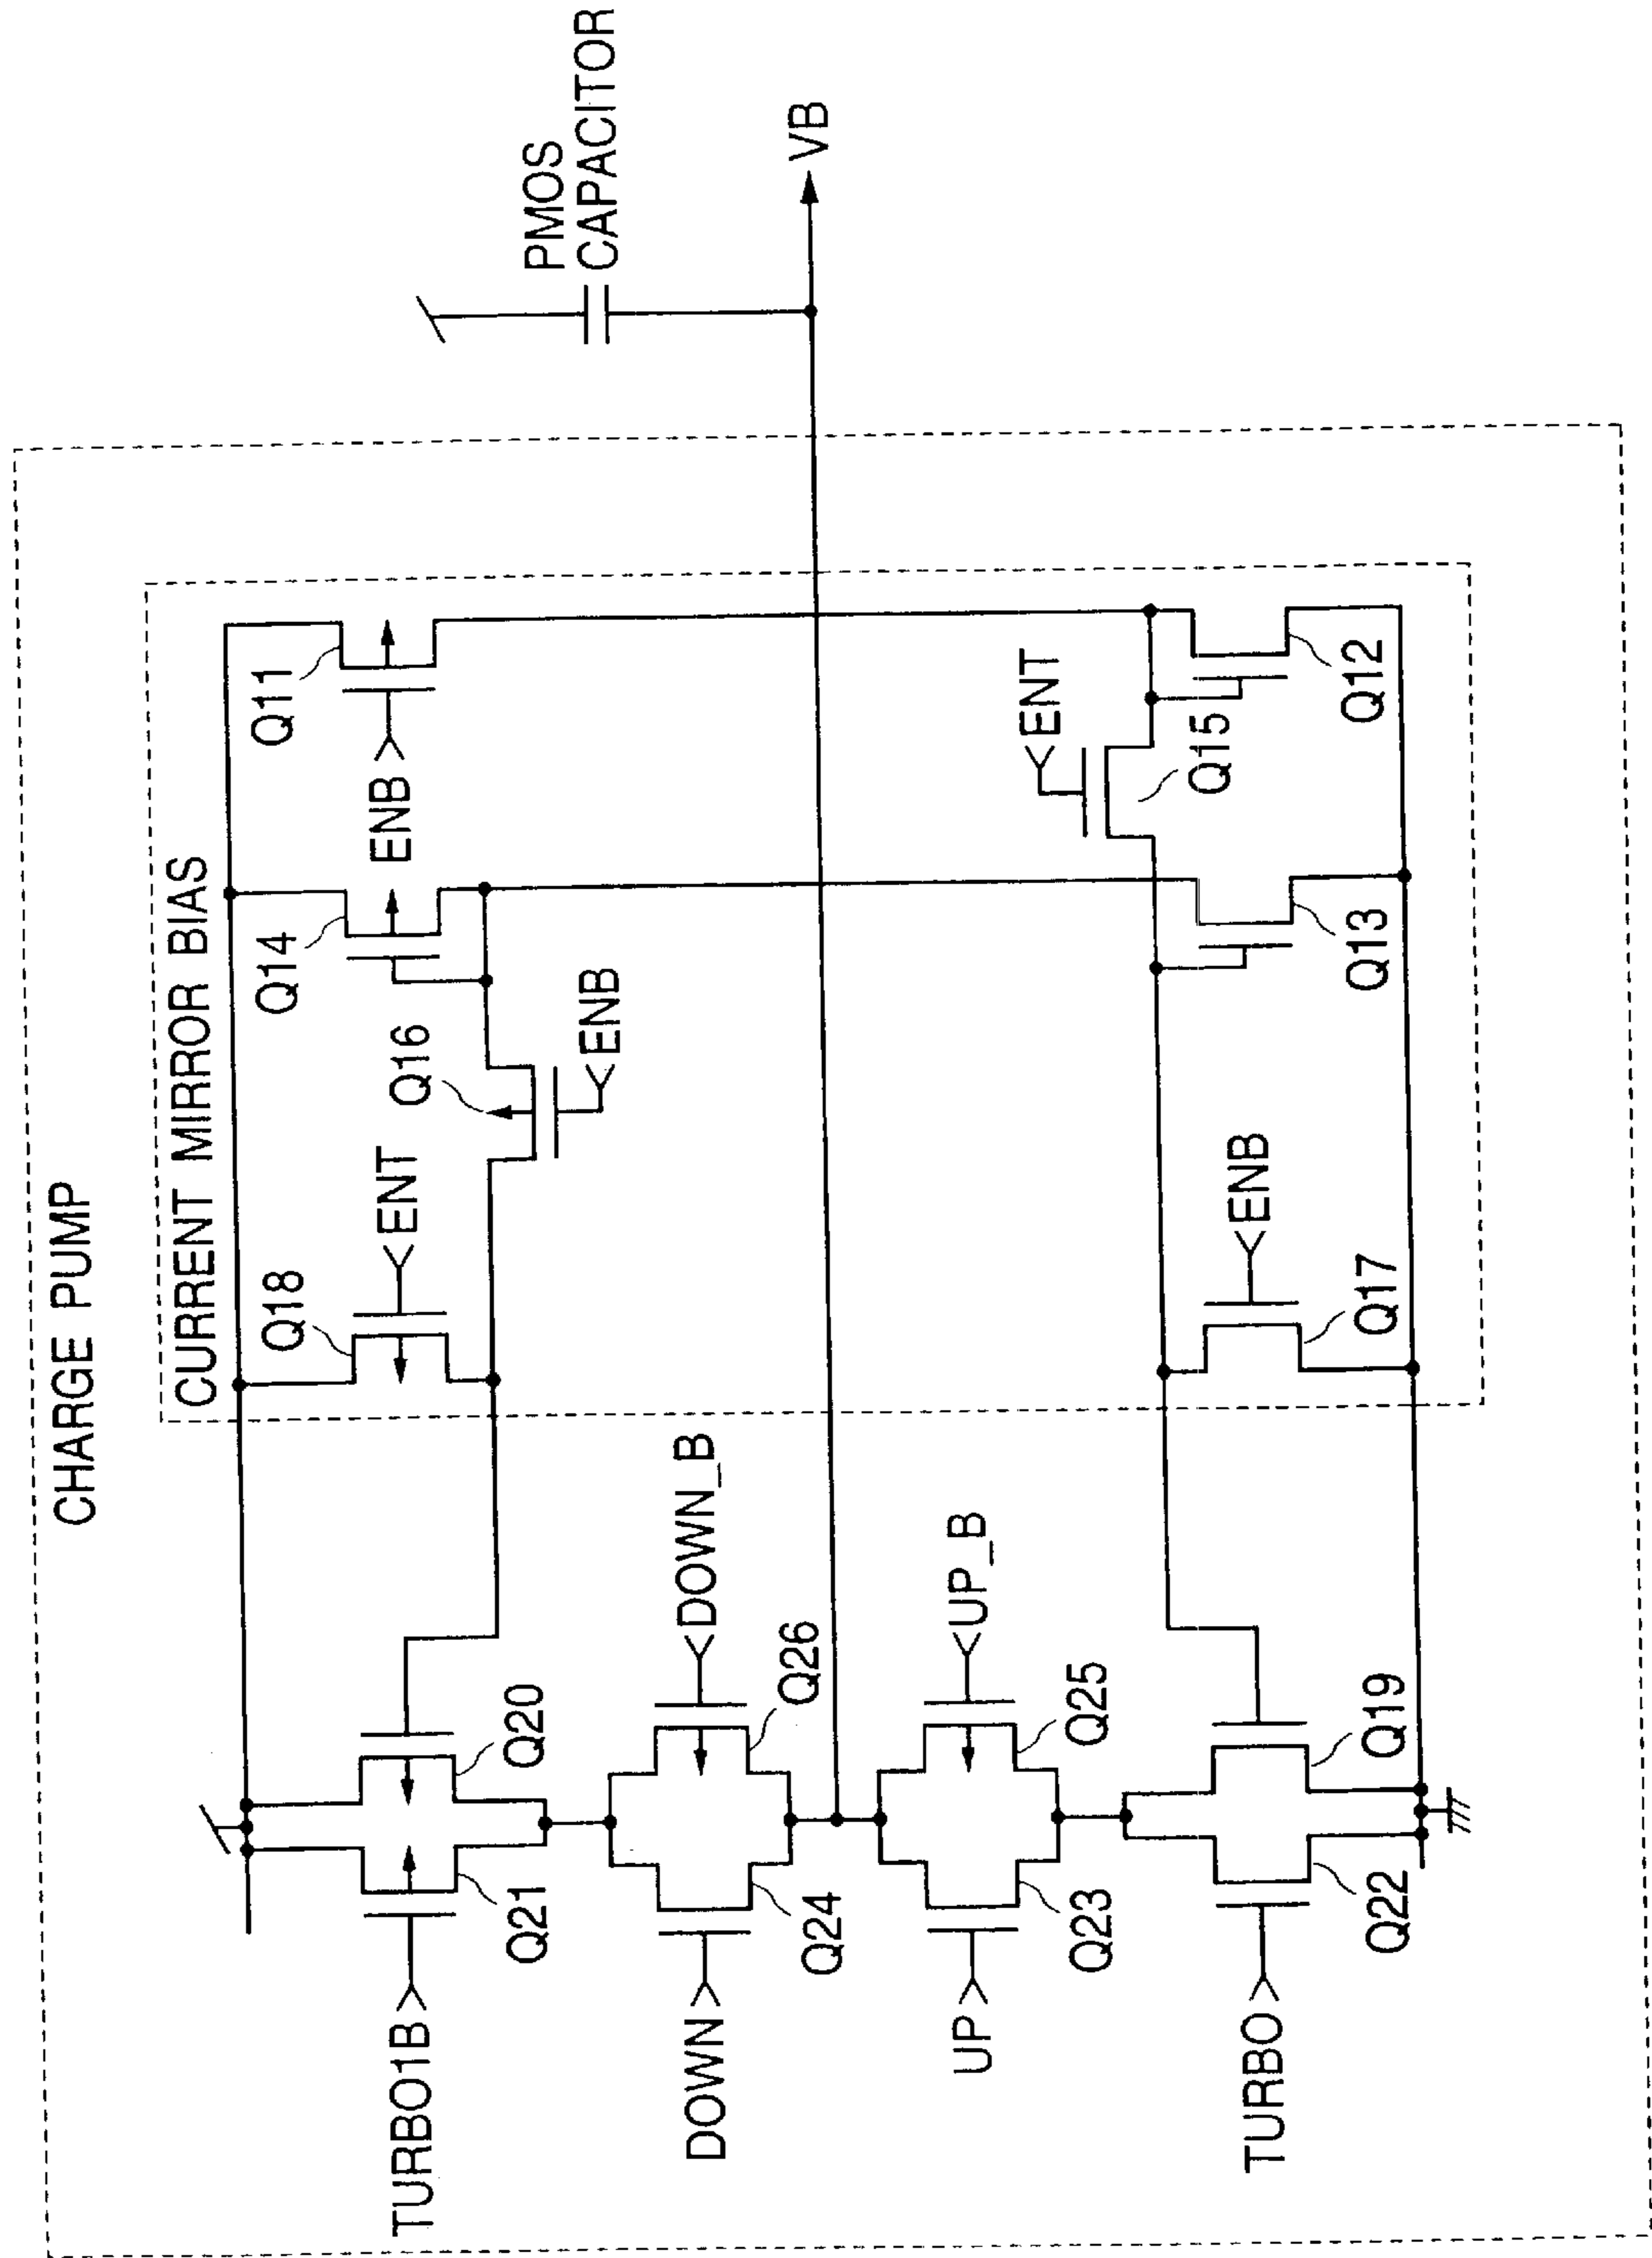 CHARGE PUMP
CURRENT MIRROR BIAS
TURBO1B
Q21
Q20
Q18
ENT
Q16
ENB
Q14
ENB
Q11
PMOS
CAPACITOR
DOWN
Q24
Q26
DOWN_B
VB
UP
Q23
Q25
UP_B
ENT
Q15
TURBO
Q22
Q19
Q17
ENB
Q13
Q12